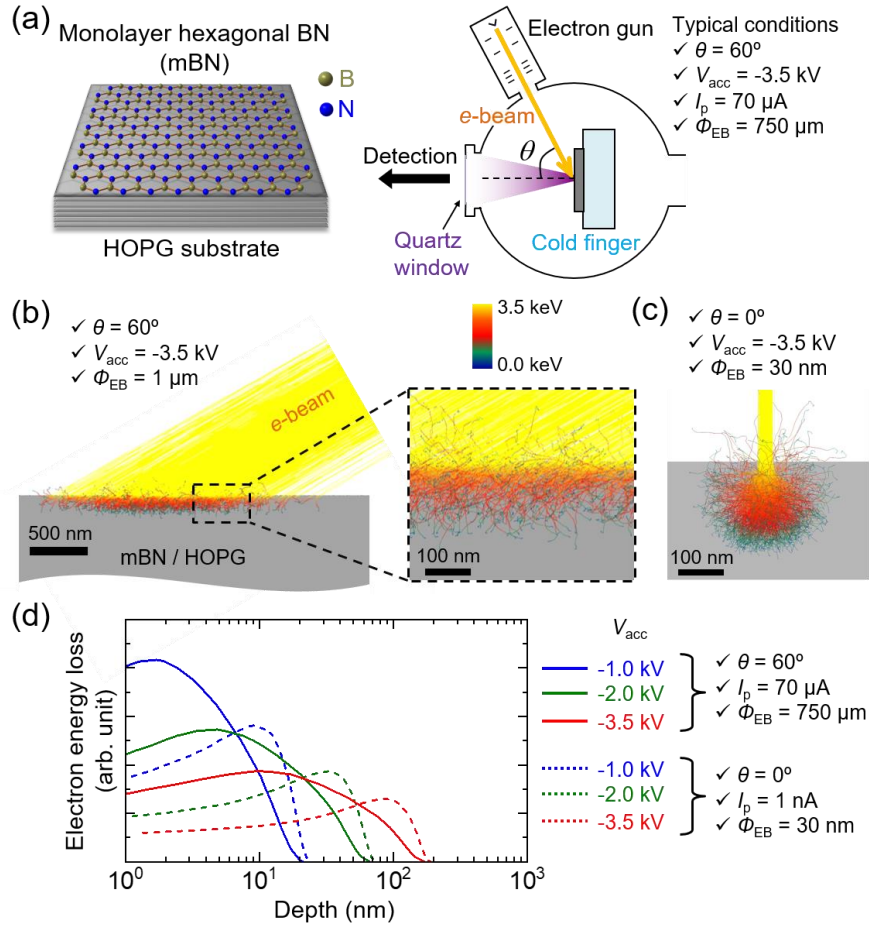 (a)
Monolayer hexagonal BN
(mBN)
B
N
HOPG substrate
Electron gun
e-beam
θ
Detection
Quartz
window
Cold finger
Typical conditions
✓ θ = 60º
✓ Vacc = -3.5 kV
✓ Ip = 70 µA
✓ ΦEB = 750 µm
(b)
✓ θ = 60º
✓ Vacc = -3.5 kV
✓ ΦEB = 1 µm
e-beam
500 nm
mBN / HOPG
3.5 keV
0.0 keV
100 nm
(c)
✓ θ = 0º
✓ Vacc = -3.5 kV
✓ ΦEB = 30 nm
100 nm
(d)
Electron energy loss
(arb. unit)
10⁰ 10¹ 10² 10³
Depth (nm)
Vacc
-1.0 kV
-2.0 kV
-3.5 kV
✓ θ = 60º
✓ Ip = 70 µA
✓ ΦEB = 750 µm
-1.0 kV
-2.0 kV
-3.5 kV
✓ θ = 0º
✓ Ip = 1 nA
✓ ΦEB = 30 nm